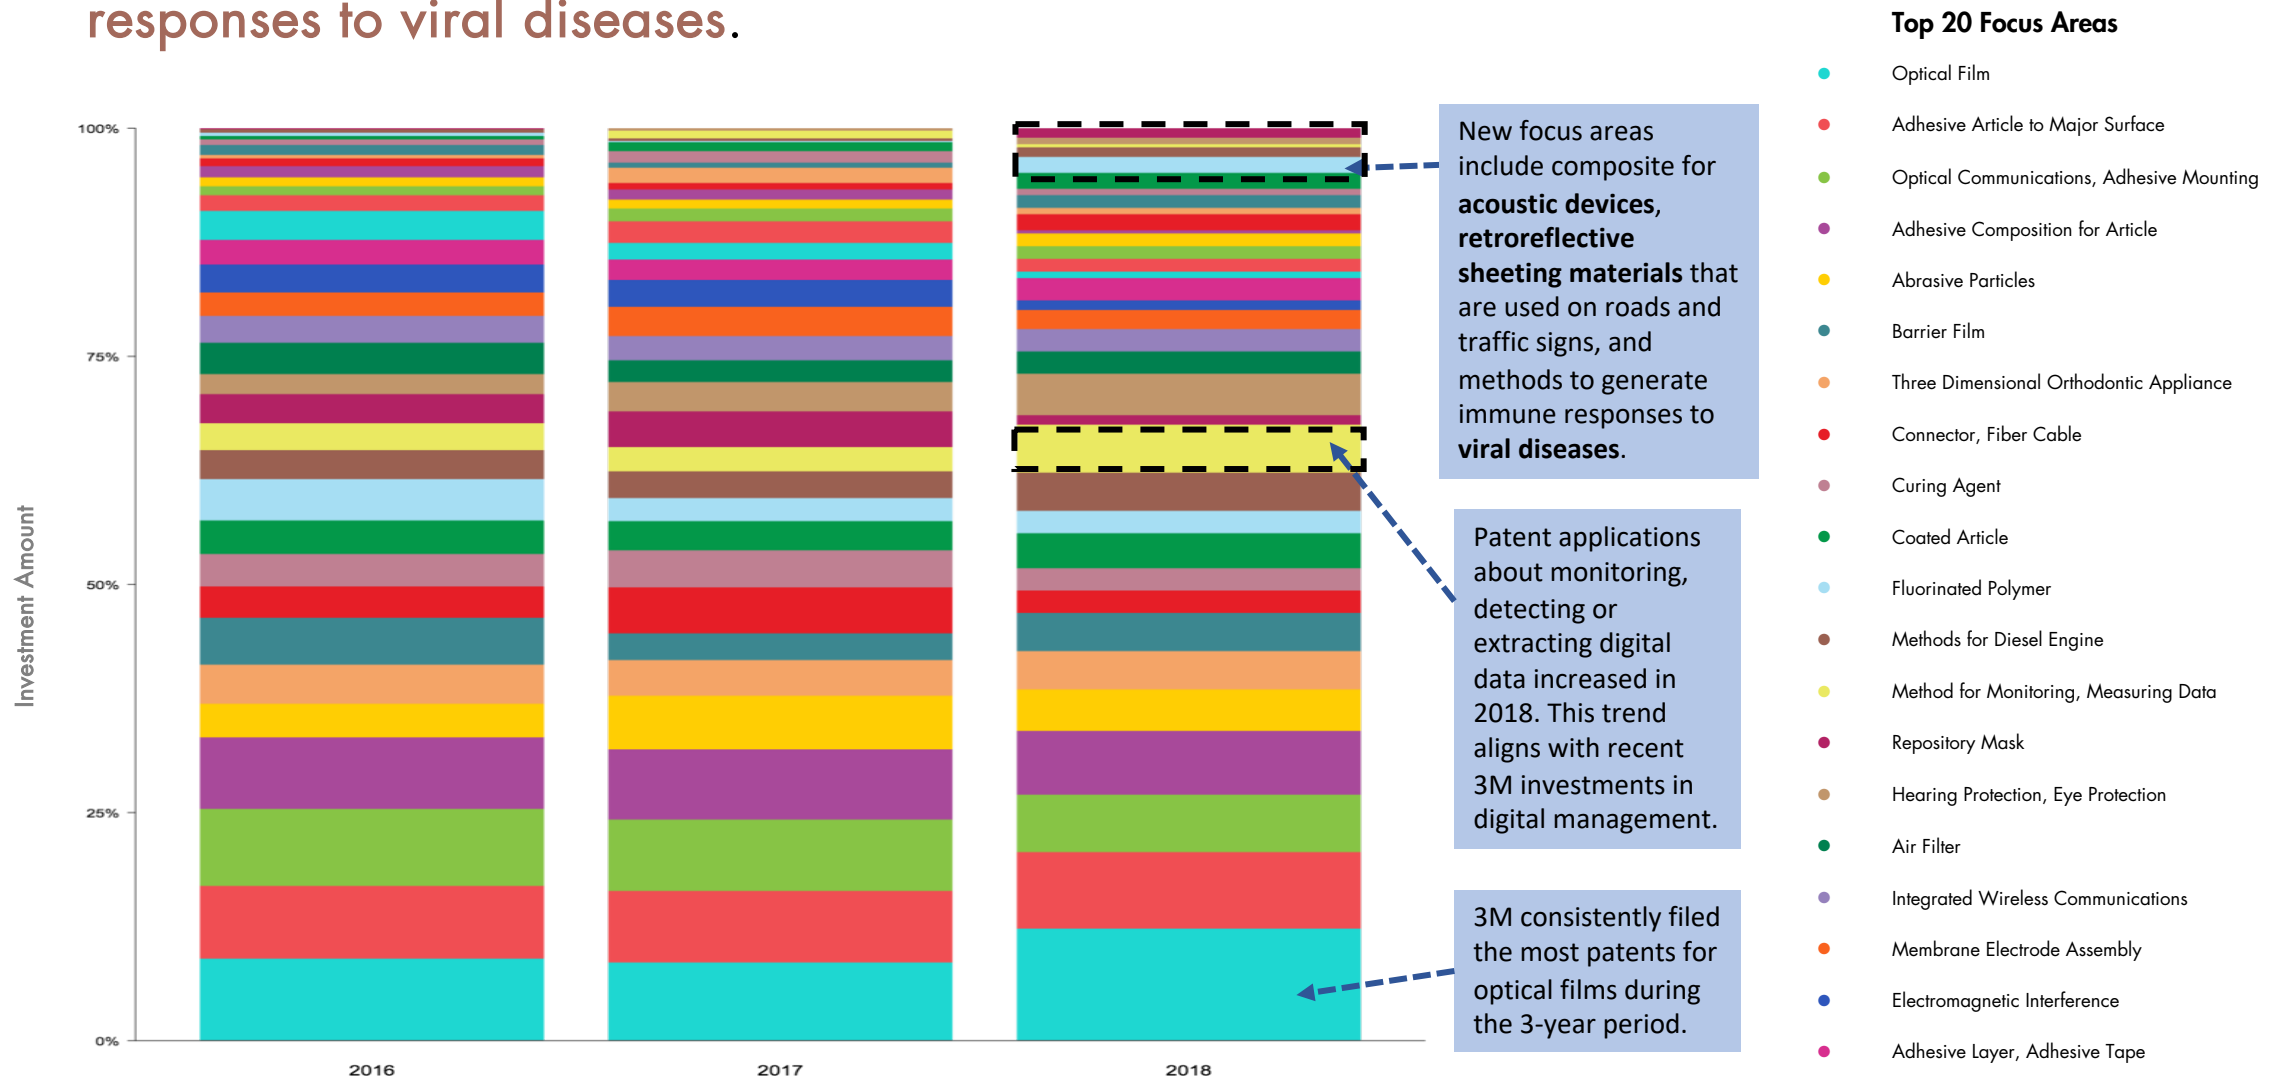 responses to viral diseases.
Investment Amount
100%
75%
50%
25%
0%
2016
2017
2018
New focus areas
include composite for
acoustic devices,
retroreflective
sheeting materials that
are used on roads and
traffic signs, and
methods to generate
immune responses to
viral diseases.
Patent applications
about monitoring,
detecting or
extracting digital
data increased in
2018. This trend
aligns with recent
3M investments in
digital management.
3M consistently filed
the most patents for
optical films during
the 3-year period.
Top 20 Focus Areas
Optical Film
Adhesive Article to Major Surface
Optical Communications, Adhesive Mounting
Adhesive Composition for Article
Abrasive Particles
Barrier Film
Three Dimensional Orthodontic Appliance
Connector, Fiber Cable
Curing Agent
Coated Article
Fluorinated Polymer
Methods for Diesel Engine
Method for Monitoring, Measuring Data
Repository Mask
Hearing Protection, Eye Protection
Air Filter
Integrated Wireless Communications
Membrane Electrode Assembly
Electromagnetic Interference
Adhesive Layer, Adhesive Tape